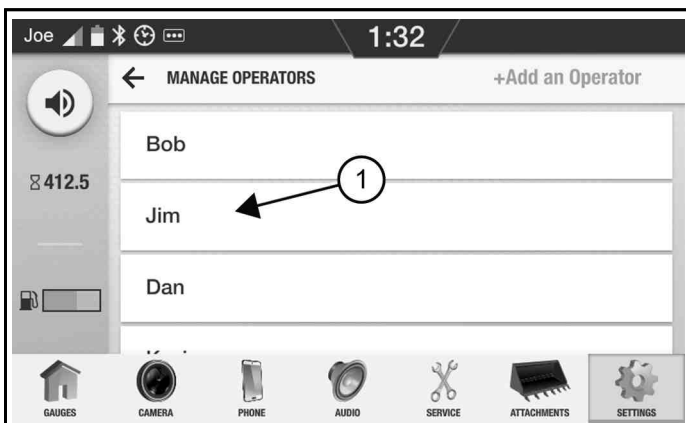 Joe 1:32
MANAGE OPERATORS +Add an Operator
Bob
412.5
1
Jim
Dan
GAUGES CAMERA PHONE AUDIO SERVICE ATTACHMENTS SETTINGS